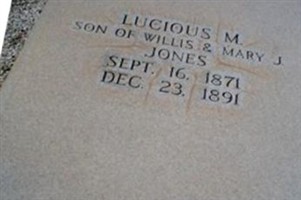 LUCIOUS M.
SON OF WILLIS & MARY J.
JONES
SEPT. 16, 1871
DEC. 23, 1891